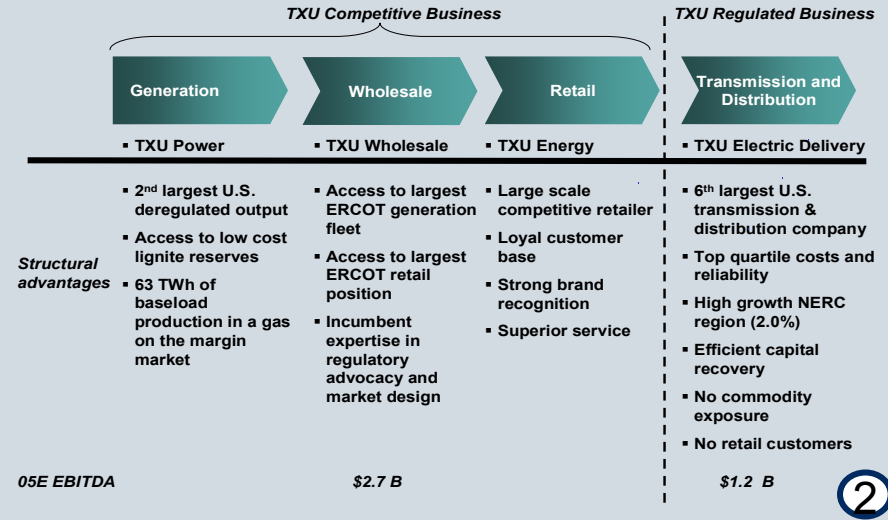 TXU Competitive Business
TXU Regulated Business
Generation
Wholesale
Retail
Transmission and
Distribution
▪ TXU Power
▪ TXU Wholesale
▪ TXU Energy
▪ TXU Electric Delivery
Structural
advantages
▪ 2nd largest U.S.
deregulated output
▪ Access to low cost
lignite reserves
▪ 63 TWh of
baseload
production in a gas
on the margin
market
▪ Access to largest
ERCOT generation
fleet
▪ Access to largest
ERCOT retail
position
▪ Incumbent
expertise in
regulatory
advocacy and
market design
▪ Large scale
competitive retailer
▪ Loyal customer
base
▪ Strong brand
recognition
▪ Superior service
▪ 6th largest U.S.
transmission &
distribution company
▪ Top quartile costs and
reliability
▪ High growth NERC
region (2.0%)
▪ Efficient capital
recovery
▪ No commodity
exposure
▪ No retail customers
05E EBITDA
$2.7 B
$1.2 B
2